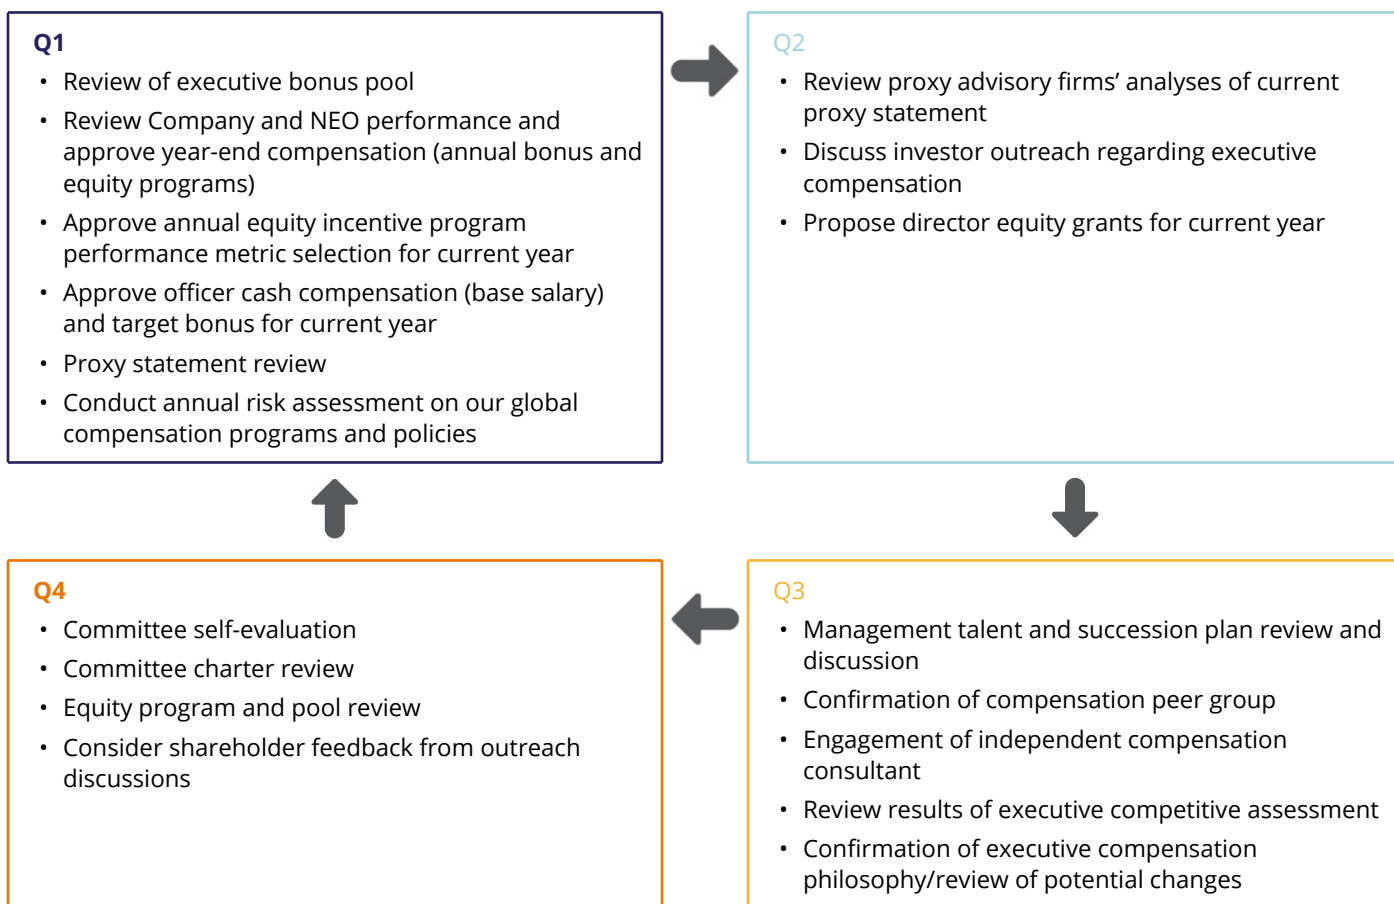 Q1
• Review of executive bonus pool
• Review Company and NEO performance and
approve year-end compensation (annual bonus and
equity programs)
• Approve annual equity incentive program
performance metric selection for current year
• Approve officer cash compensation (base salary)
and target bonus for current year
• Proxy statement review
• Conduct annual risk assessment on our global
compensation programs and policies
Q2
• Review proxy advisory firms’ analyses of current
proxy statement
• Discuss investor outreach regarding executive
compensation
• Propose director equity grants for current year
Q3
• Management talent and succession plan review and
discussion
• Confirmation of compensation peer group
• Engagement of independent compensation
consultant
• Review results of executive competitive assessment
• Confirmation of executive compensation
philosophy/review of potential changes
Q4
• Committee self-evaluation
• Committee charter review
• Equity program and pool review
• Consider shareholder feedback from outreach
discussions